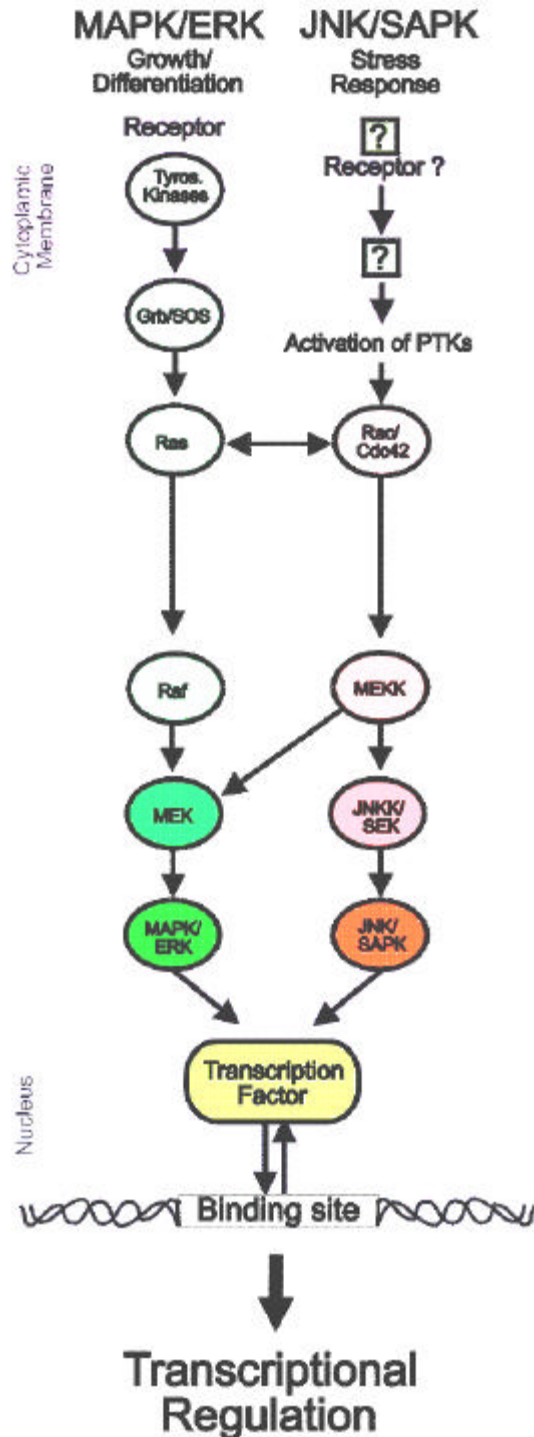 MAPK/ERK JNK/SAPK
Growth/
Differentiation
Stress
Response
Receptor
?
Receptor ?
Tyros.
Kinases
Cytoplamic
Membrane
?
Grb/SOS
Activation of PTKs
Ras
Rac/
Cdc42
Raf
MEKK
MEK
JNKK/
SEK
MAPK/
ERK
JNK/
SAPK
Transcription
Factor
Nucleus
Binding site
Transcriptional
Regulation